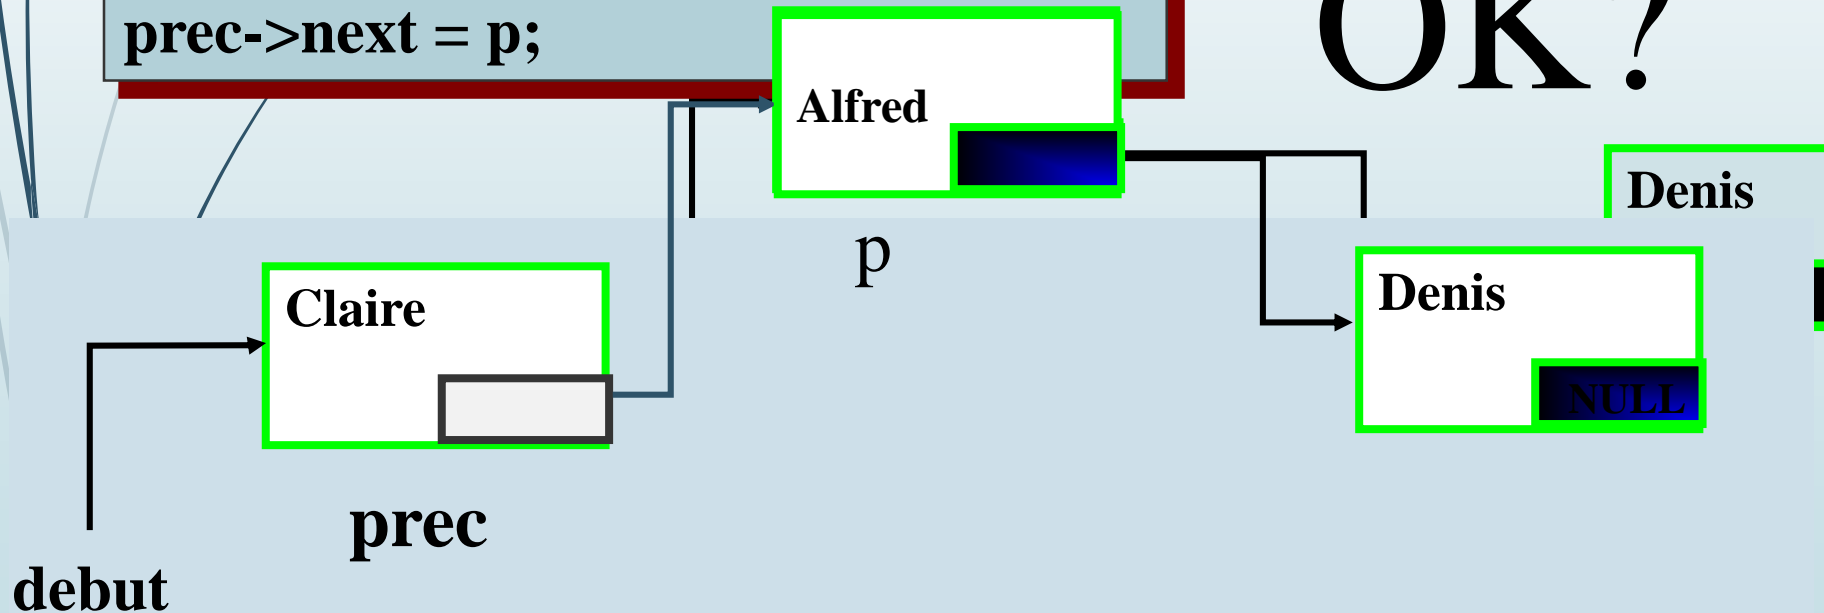 prec->next = p;
OK?
Alfred
Denis
p
Claire
Denis
NULL
prec
debut